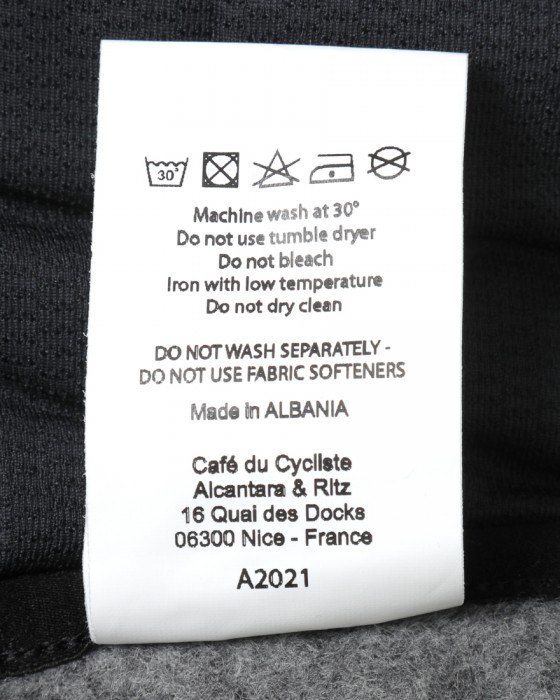 30°
Machine wash at 30°
Do not use tumble dryer
Do not bleach
Iron with low temperature
Do not dry clean
DO NOT WASH SEPARATELY -
DO NOT USE FABRIC SOFTENERS
Made in ALBANIA
Café du Cycliste
Alcantara & Ritz
16 Quai des Docks
06300 Nice - France
A2021